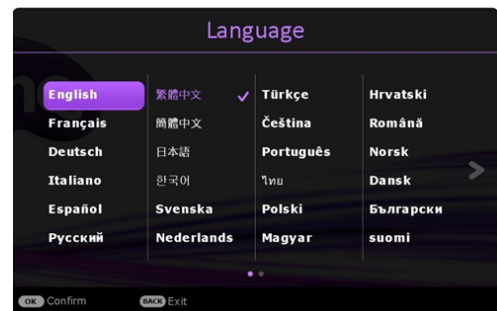 Language
English 繁體中文 ✓ Türkçe Hrvatski
Français 簡體中文 Čeština Română
Deutsch 日本語 Português Norsk
Italiano 한국어 ไทย Dansk >
Español Svenska Polski Български
Русский Nederlands Magyar suomi
OK Confirm BACK Exit